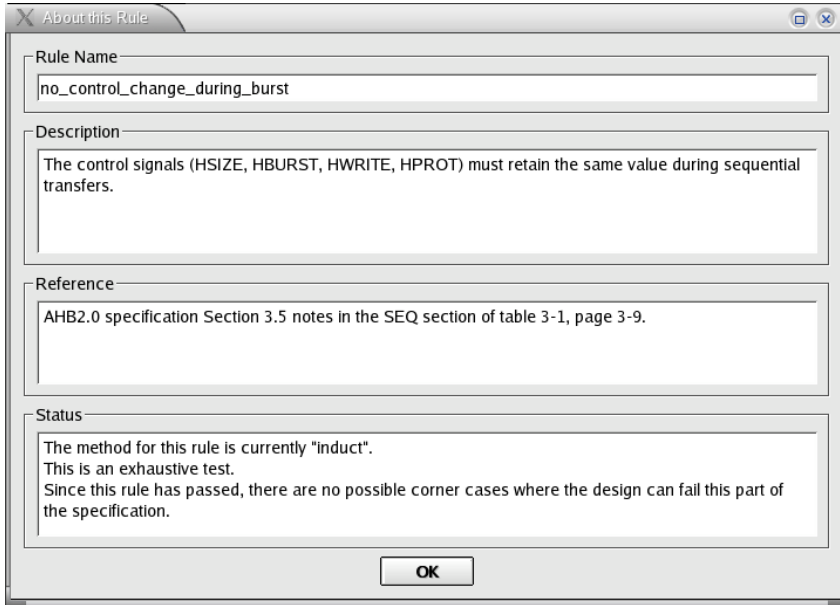 About this Rule
Rule Name
no_control_change_during_burst
Description
The control signals (HSIZE, HBURST, HWRITE, HPROT) must retain the same value during sequential
transfers.
Reference
AHB2.0 specification Section 3.5 notes in the SEQ section of table 3-1, page 3-9.
Status
The method for this rule is currently "induct".
This is an exhaustive test.
Since this rule has passed, there are no possible corner cases where the design can fail this part of
the specification.
OK